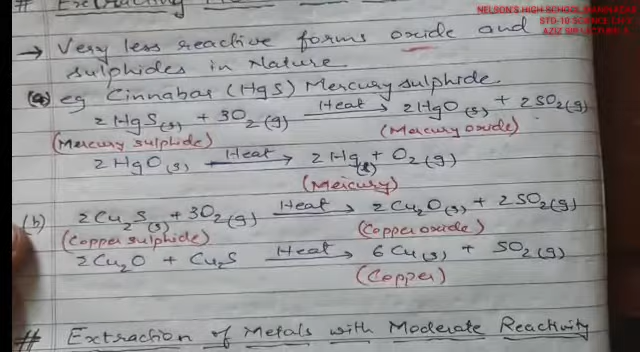 NELSON'S HIGH SCHOOL
STD-10 SCIENCE
AZIZ SIR
→ Very less reactive forms oxide and
sulphides in Nature
(a) eg Cinnabar (HgS) Mercury sulphide
2HgS(s) + 3O2(g) Heat→ 2HgO(s) + 2SO2(g)
(Mercury sulphide) (Mercury oxide)
2HgO(s) Heat→ 2Hg(l) + O2(g)
(Mercury)
(b) 2Cu2S(s) + 3O2(g) Heat→ 2Cu2O(s) + 2SO2(g)
(Copper sulphide) (Copper oxide)
2Cu2O + Cu2S Heat→ 6Cu(s) + SO2(g)
(Copper)
# Extraction of Metals with Moderate Reactivity